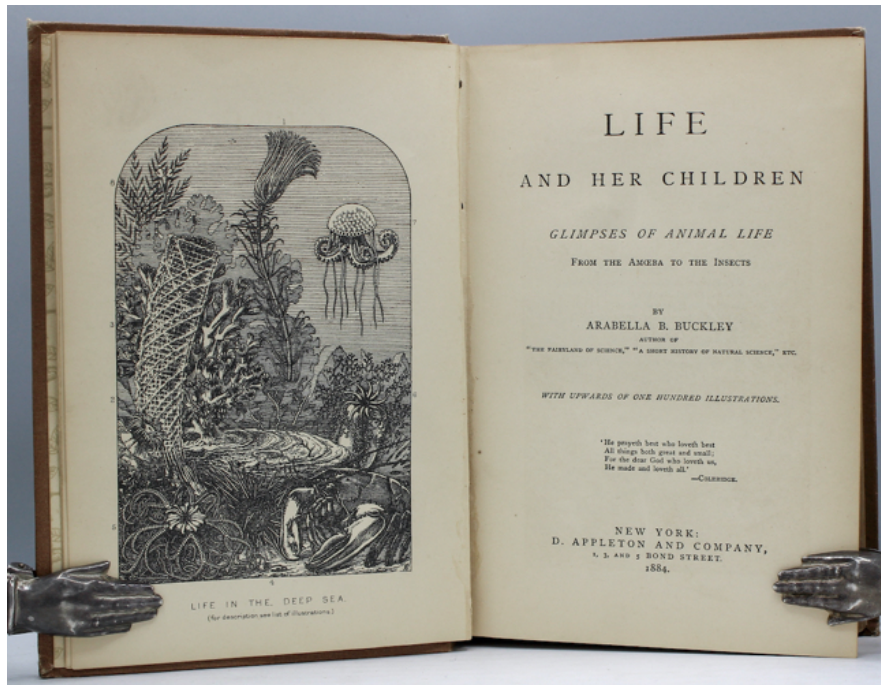 LIFE IN THE DEEP SEA.
(for description see list of illustrations.)
LIFE
AND HER CHILDREN
GLIMPSES OF ANIMAL LIFE
FROM THE AMŒBA TO THE INSECTS
BY
ARABELLA B. BUCKLEY
AUTHOR OF
"THE FAIRYLAND OF SCIENCE," "A SHORT HISTORY OF NATURAL SCIENCE," ETC.
WITH UPWARDS OF ONE HUNDRED ILLUSTRATIONS.
'He prayeth best who loveth best
All things both great and small;
For the dear God who loveth us,
He made and loveth all.'
—COLERIDGE.
NEW YORK:
D. APPLETON AND COMPANY,
1, 3, AND 5 BOND STREET.
1884.